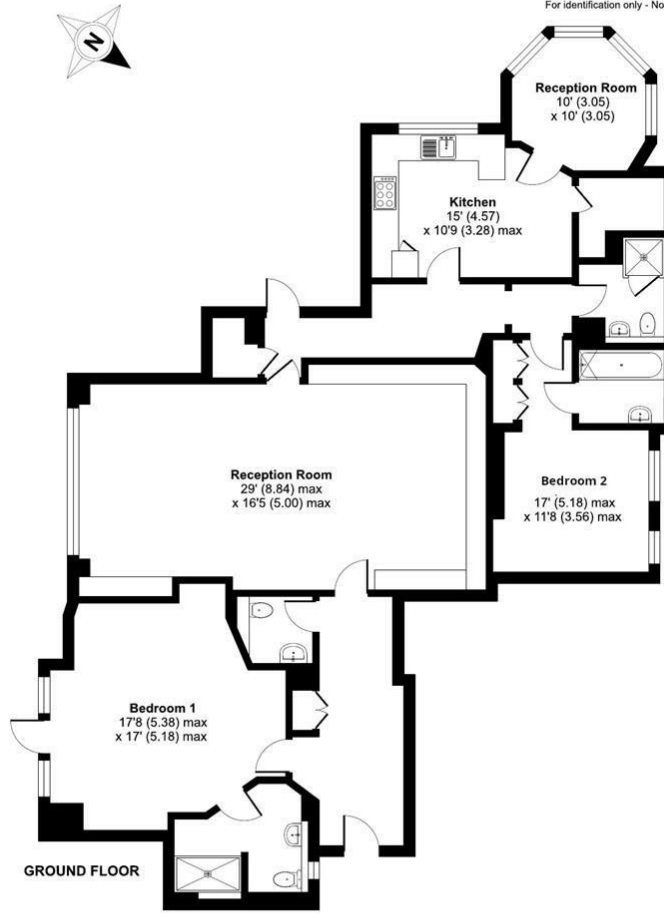 For identification only - No
N
Reception Room
10' (3.05)
x 10' (3.05)
Kitchen
15' (4.57)
x 10'9 (3.28) max
Reception Room
29' (8.84) max
x 16'5 (5.00) max
Bedroom 2
17' (5.18) max
x 11'8 (3.56) max
Bedroom 1
17'8 (5.38) max
x 17' (5.18) max
GROUND FLOOR